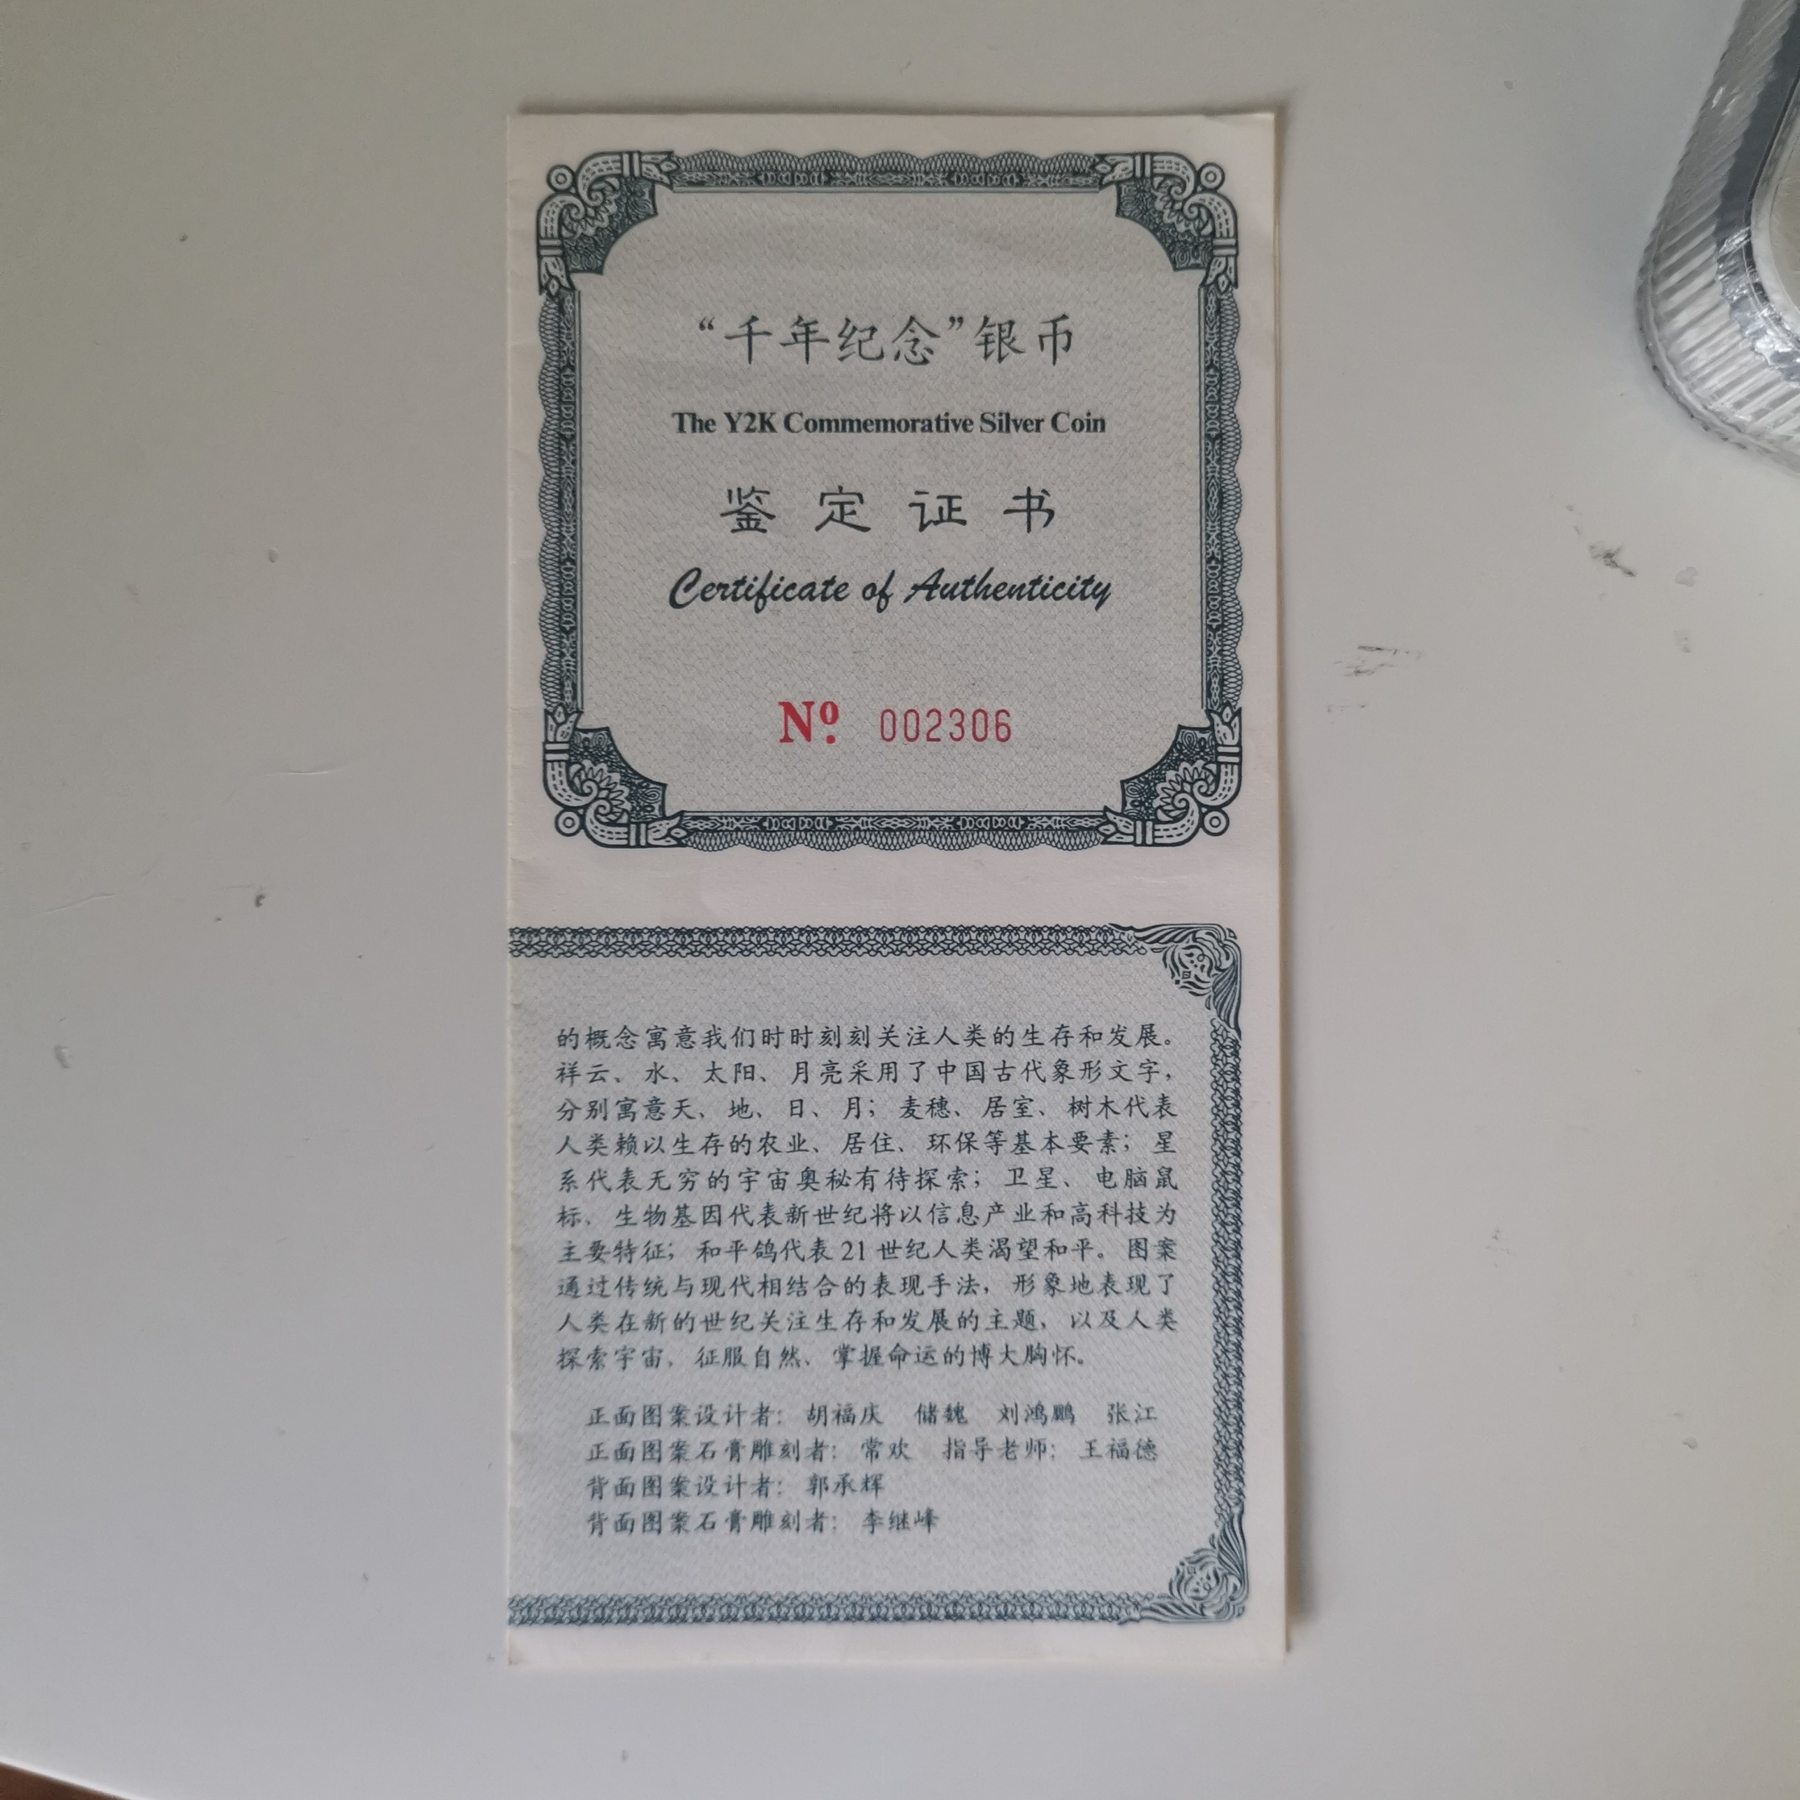 “千年纪念”银币
The Y2K Commemorative Silver Coin
鉴定证书
Certificate of Authenticity
Nº. 002306
的概念寓意我们时时刻刻关注人类的生存和发展。
祥云、水、太阳、月亮采用了中国古代象形文字，
分别寓意天、地、日、月；麦穗、居室、树木代表
人类赖以生存的农业、居住、环保等基本要素；星
系代表无穷的宇宙奥秘有待探索；卫星、电脑鼠
标、生物基因代表新世纪将以信息产业和高科技为
主要特征；和平鸽代表21世纪人类渴望和平。图案
通过传统与现代相结合的表现手法，形象地表现了
人类在新的世纪关注生存和发展的主题，以及人类
探索宇宙、征服自然、掌握命运的博大胸怀。
正面图案设计者：胡福庆 储魏 刘鸿鹏 张江
正面图案石膏雕刻者：常欢 指导老师：王福德
背面图案设计者：郭承辉
背面图案石膏雕刻者：李继峰